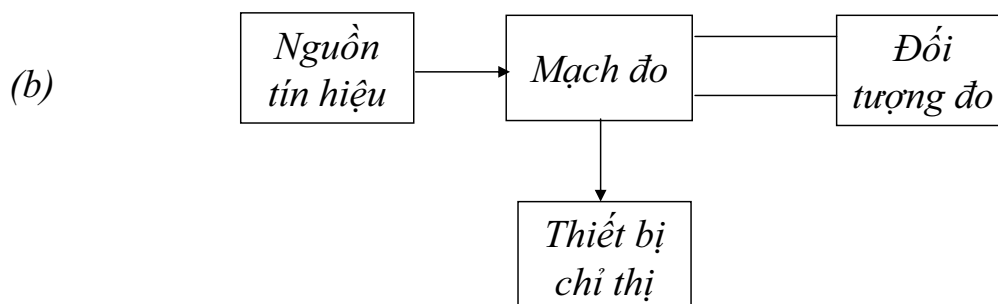 (b)
Nguồn
tín hiệu
Mạch đo
Đối
tượng đo
Thiết bị
chỉ thị